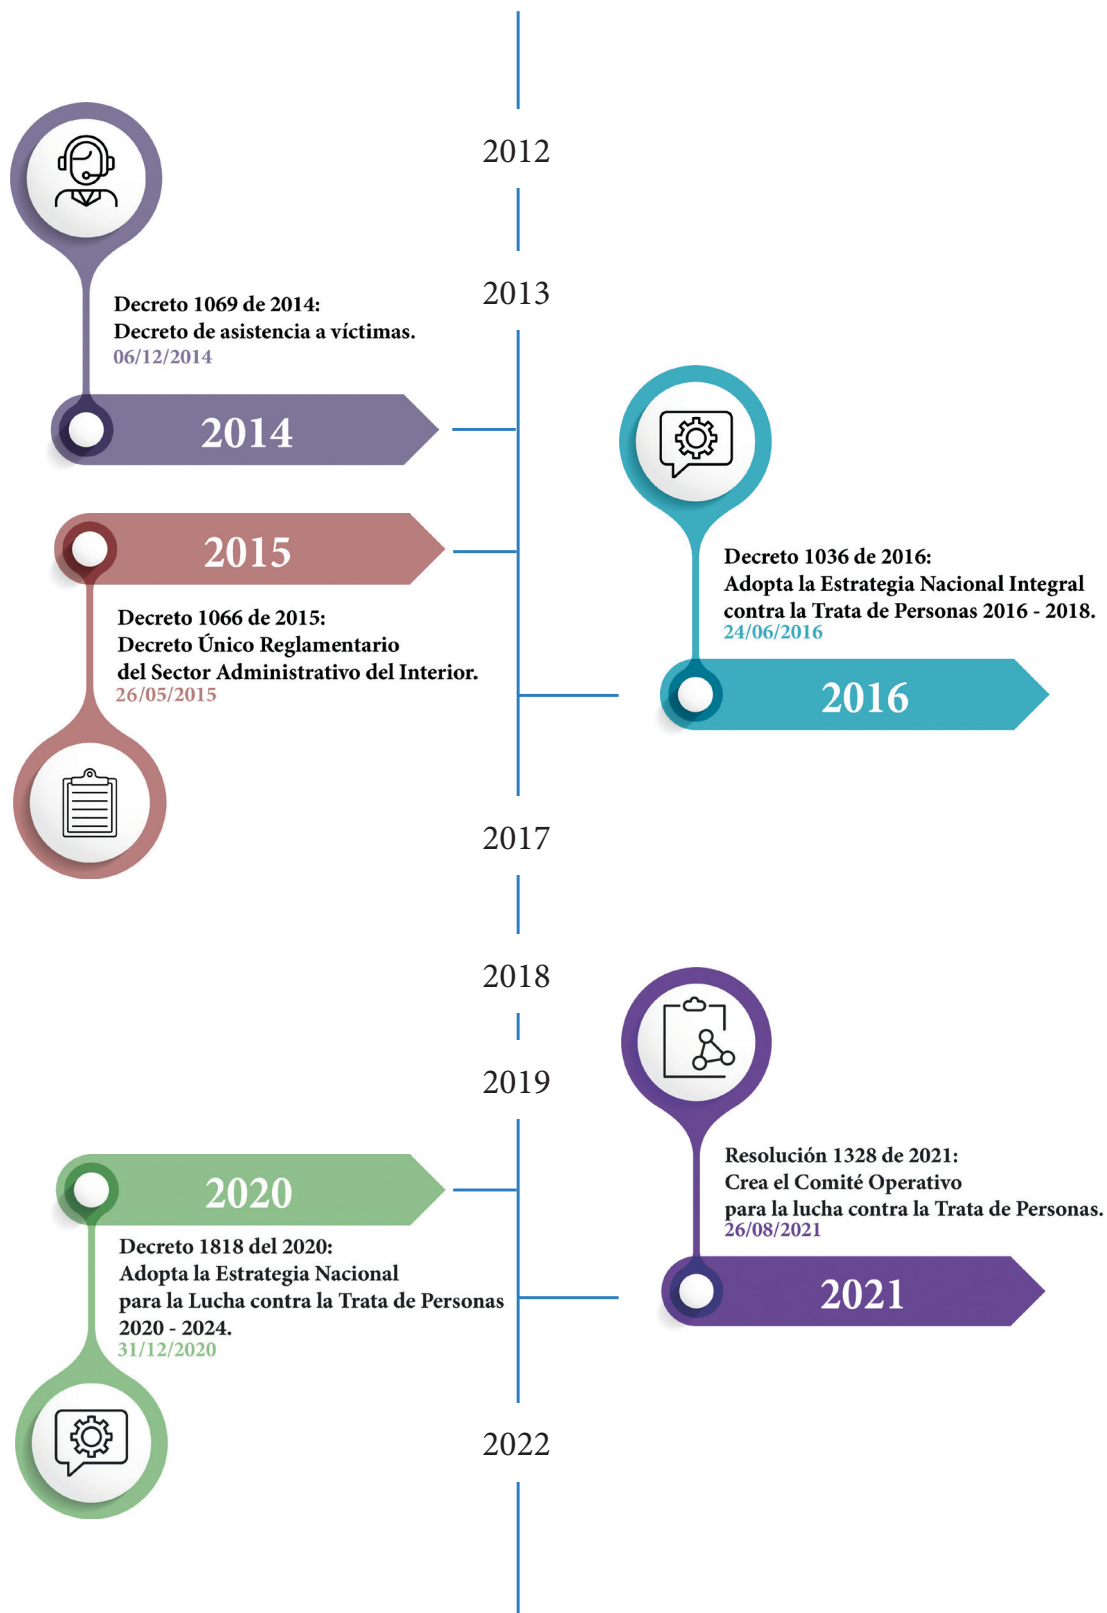 2012
2013
Decreto 1069 de 2014:
Decreto de asistencia a víctimas.
06/12/2014
2014
2015
Decreto 1066 de 2015:
Decreto Único Reglamentario
del Sector Administrativo del Interior.
26/05/2015
Decreto 1036 de 2016:
Adopta la Estrategia Nacional Integral
contra la Trata de Personas 2016 - 2018.
24/06/2016
2016
2017
2018
2019
2020
Decreto 1818 del 2020:
Adopta la Estrategia Nacional
para la Lucha contra la Trata de Personas
2020 - 2024.
31/12/2020
Resolución 1328 de 2021:
Crea el Comité Operativo
para la lucha contra la Trata de Personas.
26/08/2021
2021
2022